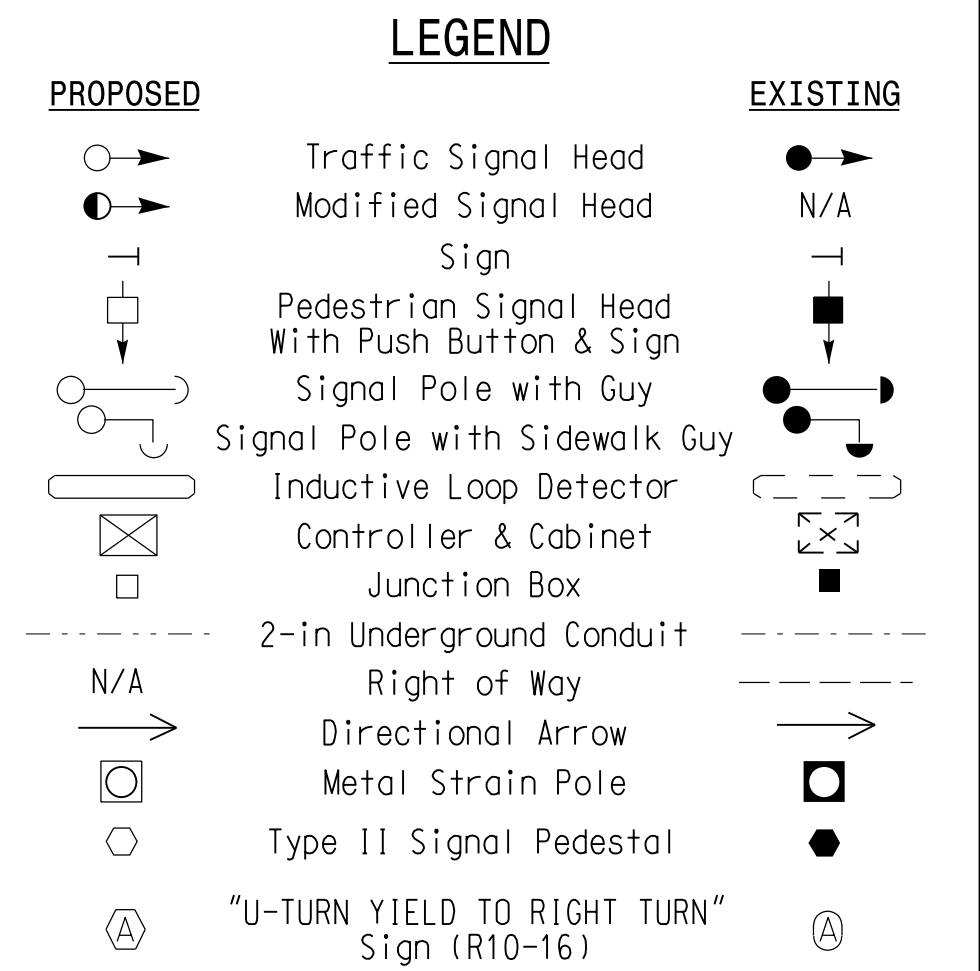 LEGEND
PROPOSED EXISTING
Traffic Signal Head
Modified Signal Head N/A
Sign
Pedestrian Signal Head
With Push Button & Sign
Signal Pole with Guy
Signal Pole with Sidewalk Guy
Inductive Loop Detector
Controller & Cabinet
Junction Box
2-in Underground Conduit
N/A Right of Way
Directional Arrow
Metal Strain Pole
Type II Signal Pedestal
"U-TURN YIELD TO RIGHT TURN"
A Sign (R10-16) A